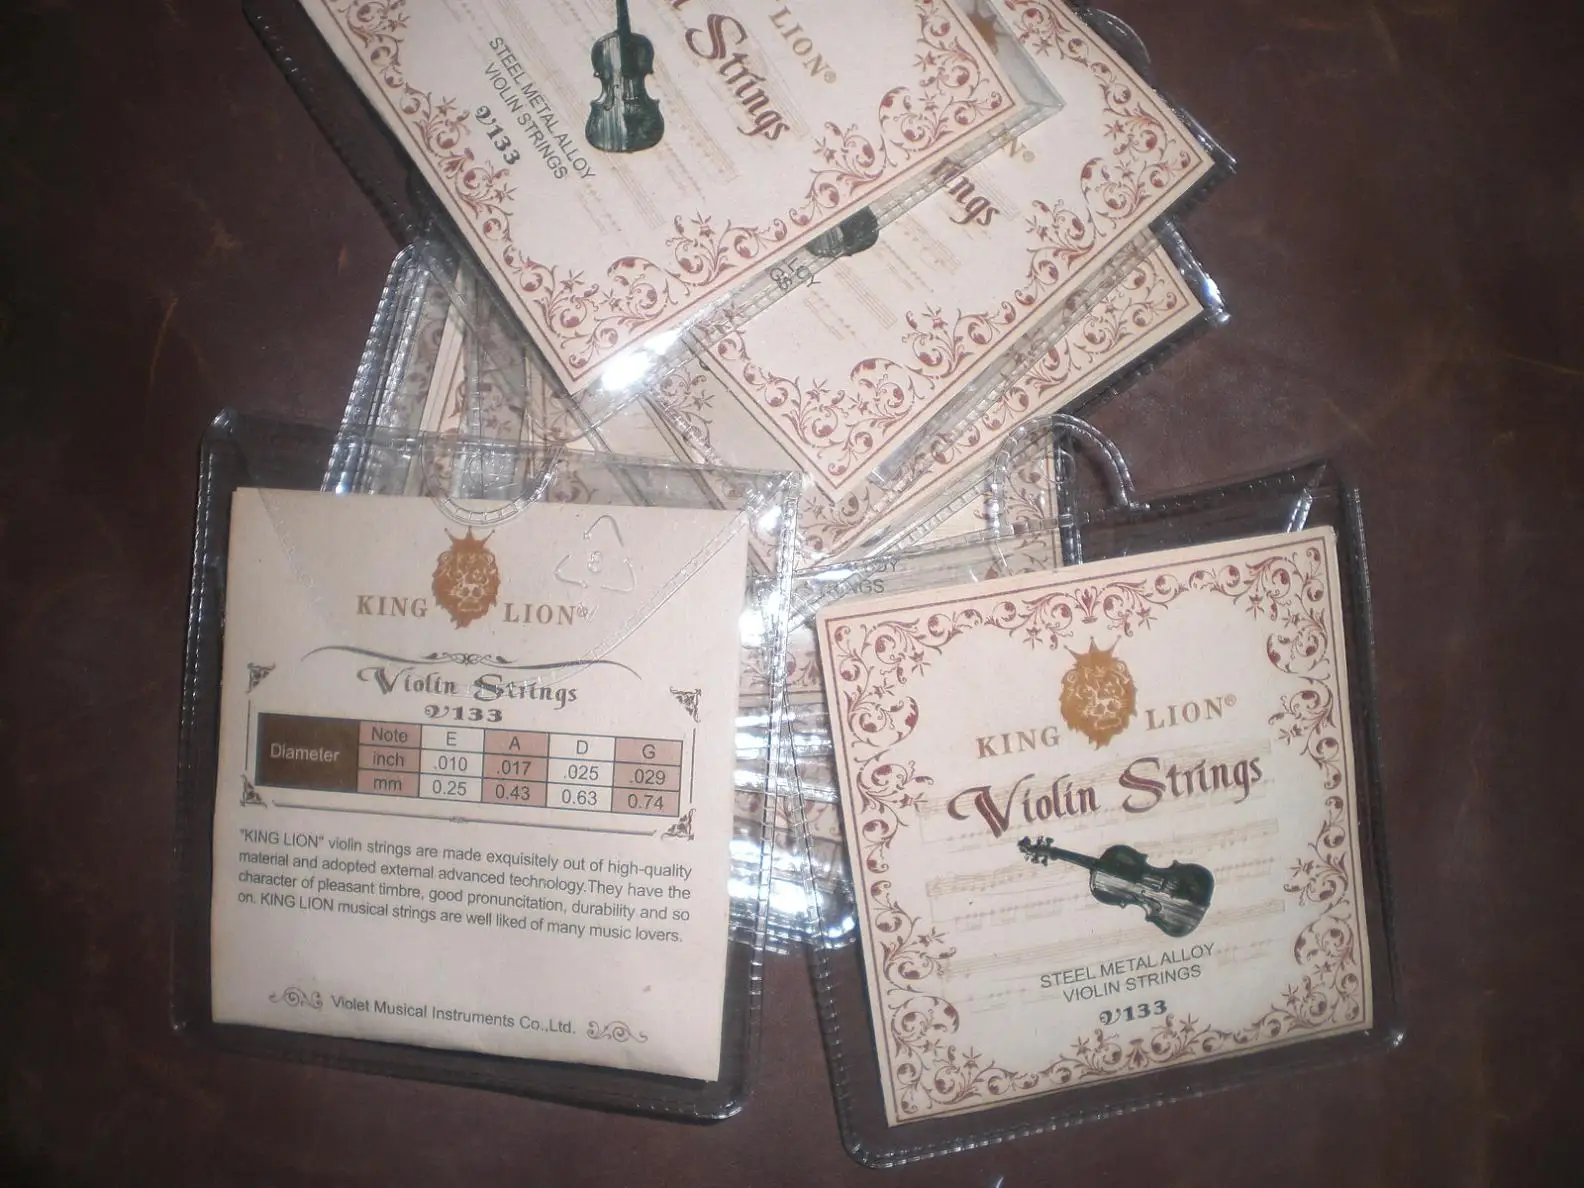 LION®
Strings
STEEL METAL ALLOY
VIOLIN STRINGS
V133
ngs
LOY
GS
KING LION®
Violin Strings
V133
Diameter
Note E A D G
inch .010 .017 .025 .029
mm 0.25 0.43 0.63 0.74
"KING LION" violin strings are made exquisitely out of high-quality
material and adopted external advanced technology.They have the
character of pleasant timbre, good pronuncitation, durability and so
on. KING LION musical strings are well liked of many music lovers.
Violet Musical Instruments Co.,Ltd.
KING LION®
Violin Strings
STEEL METAL ALLOY
VIOLIN STRINGS
V133